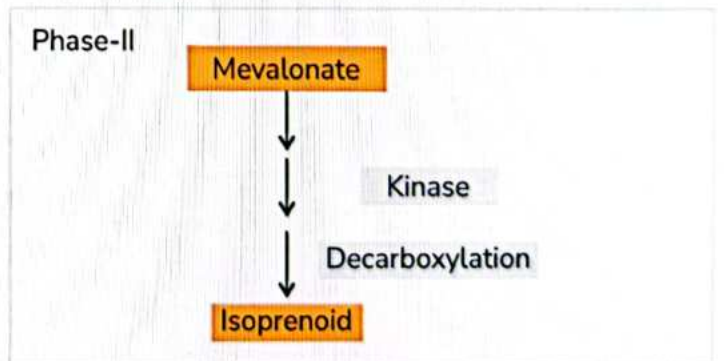 Phase-II
Mevalonate
Kinase
Decarboxylation
Isoprenoid